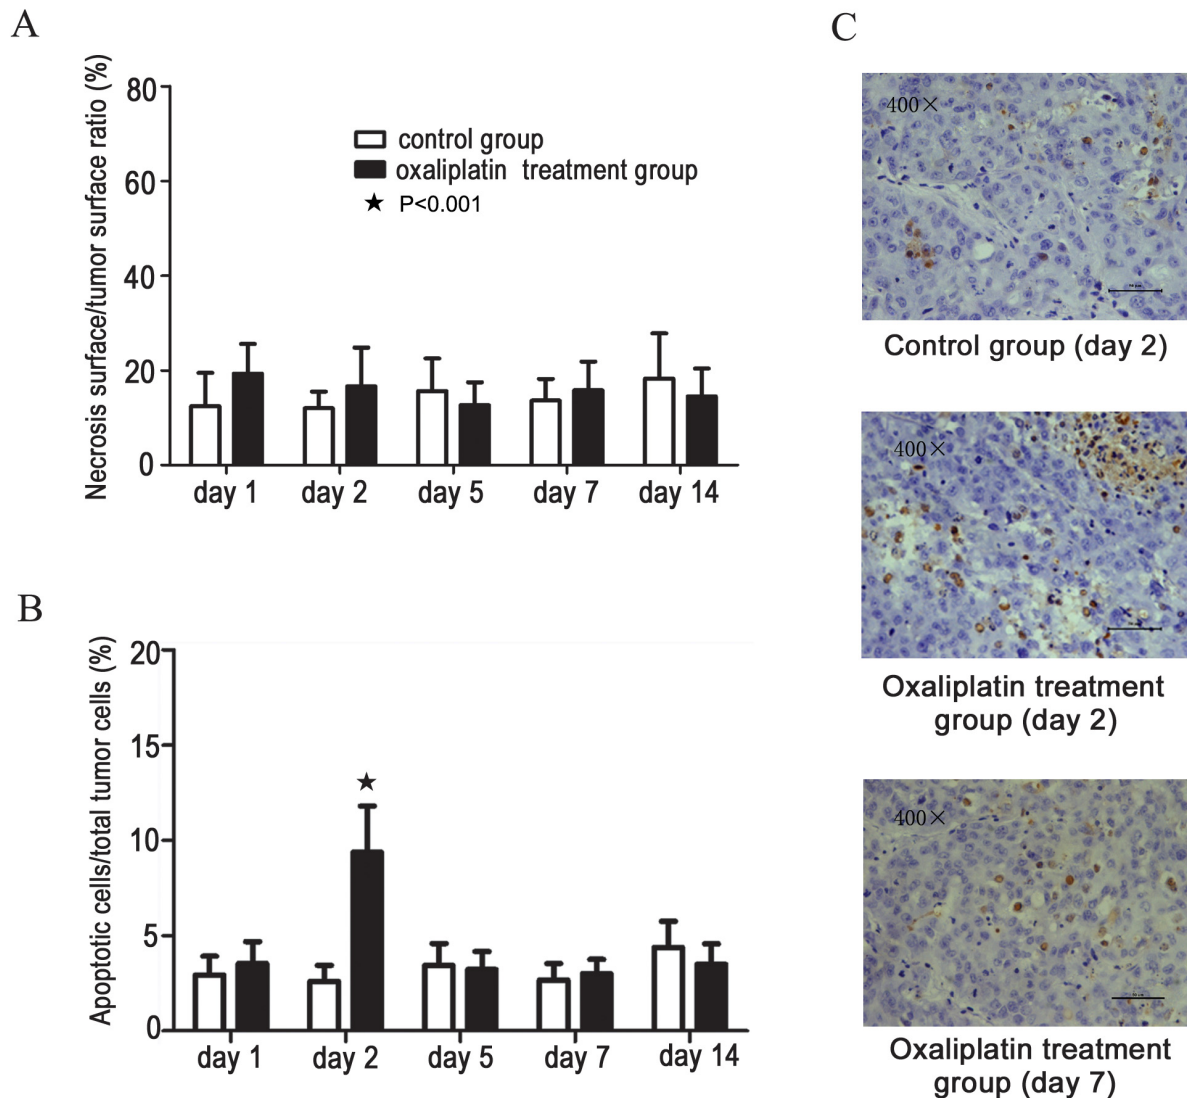 A
Necrosis surface/tumor surface ratio (%)
80
60
40
20
0
control group
oxaliplatin treatment group
★ P<0.001
day 1
day 2
day 5
day 7
day 14
B
Apoptotic cells/total tumor cells (%)
20
15
10
5
0
★
day 1
day 2
day 5
day 7
day 14
C
400×
Control group (day 2)
400×
Oxaliplatin treatment
group (day 2)
400×
Oxaliplatin treatment
group (day 7)